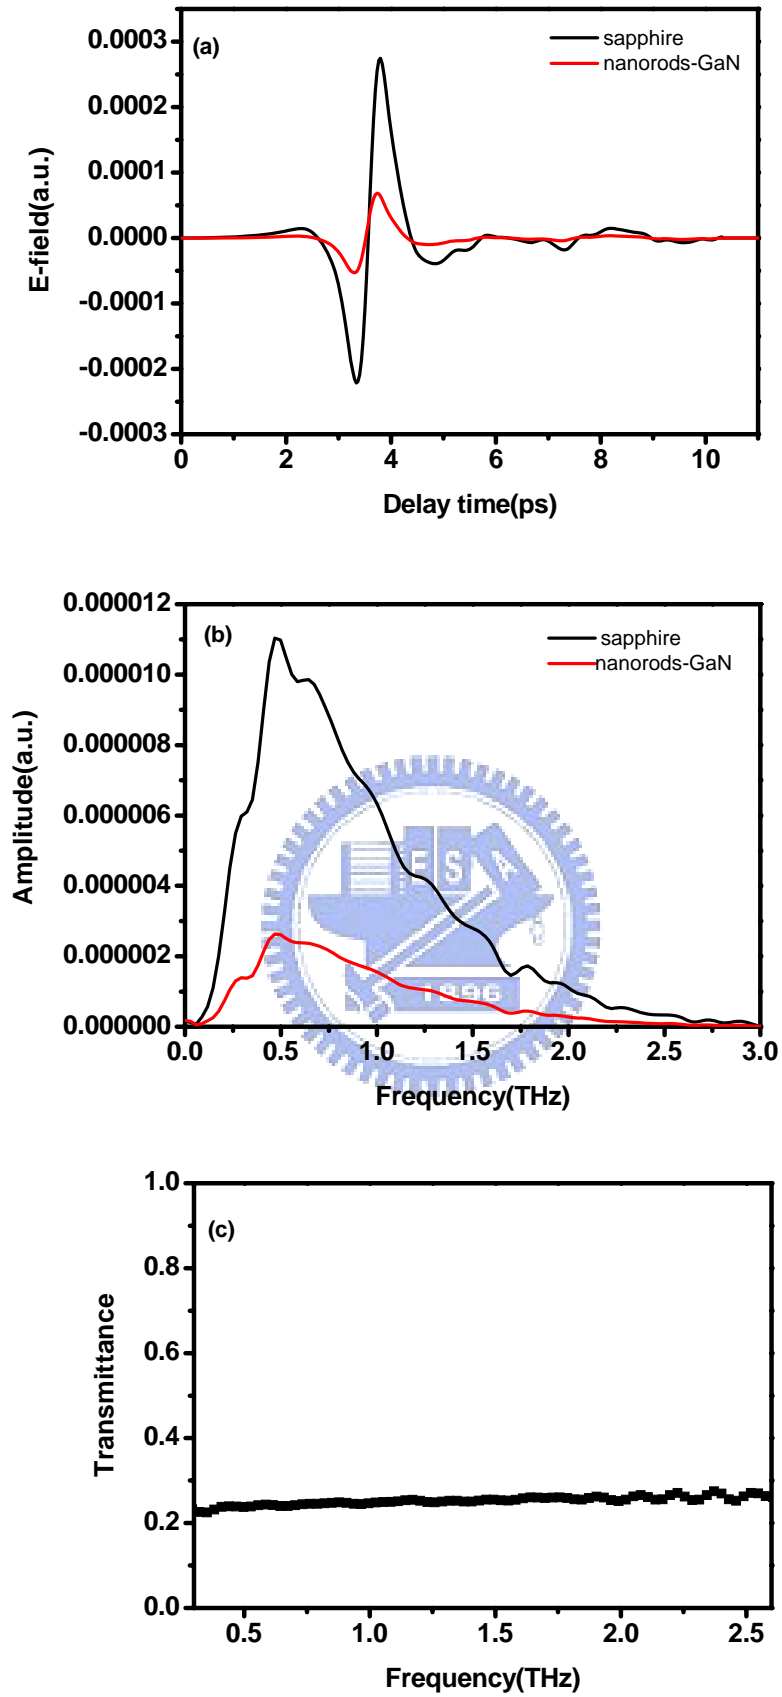 (a)
sapphire
nanorods-GaN
0.0003
0.0002
0.0001
0.0000
-0.0001
-0.0002
-0.0003
E-field(a.u.)
0 2 4 6 8 10
Delay time(ps)
(b)
sapphire
nanorods-GaN
0.000012
0.000010
0.000008
0.000006
0.000004
0.000002
0.000000
Amplitude(a.u.)
E S A
1896
0.0 0.5 1.0 1.5 2.0 2.5 3.0
Frequency(THz)
(c)
1.0
0.8
0.6
0.4
0.2
0.0
Transmittance
0.5 1.0 1.5 2.0 2.5
Frequency(THz)